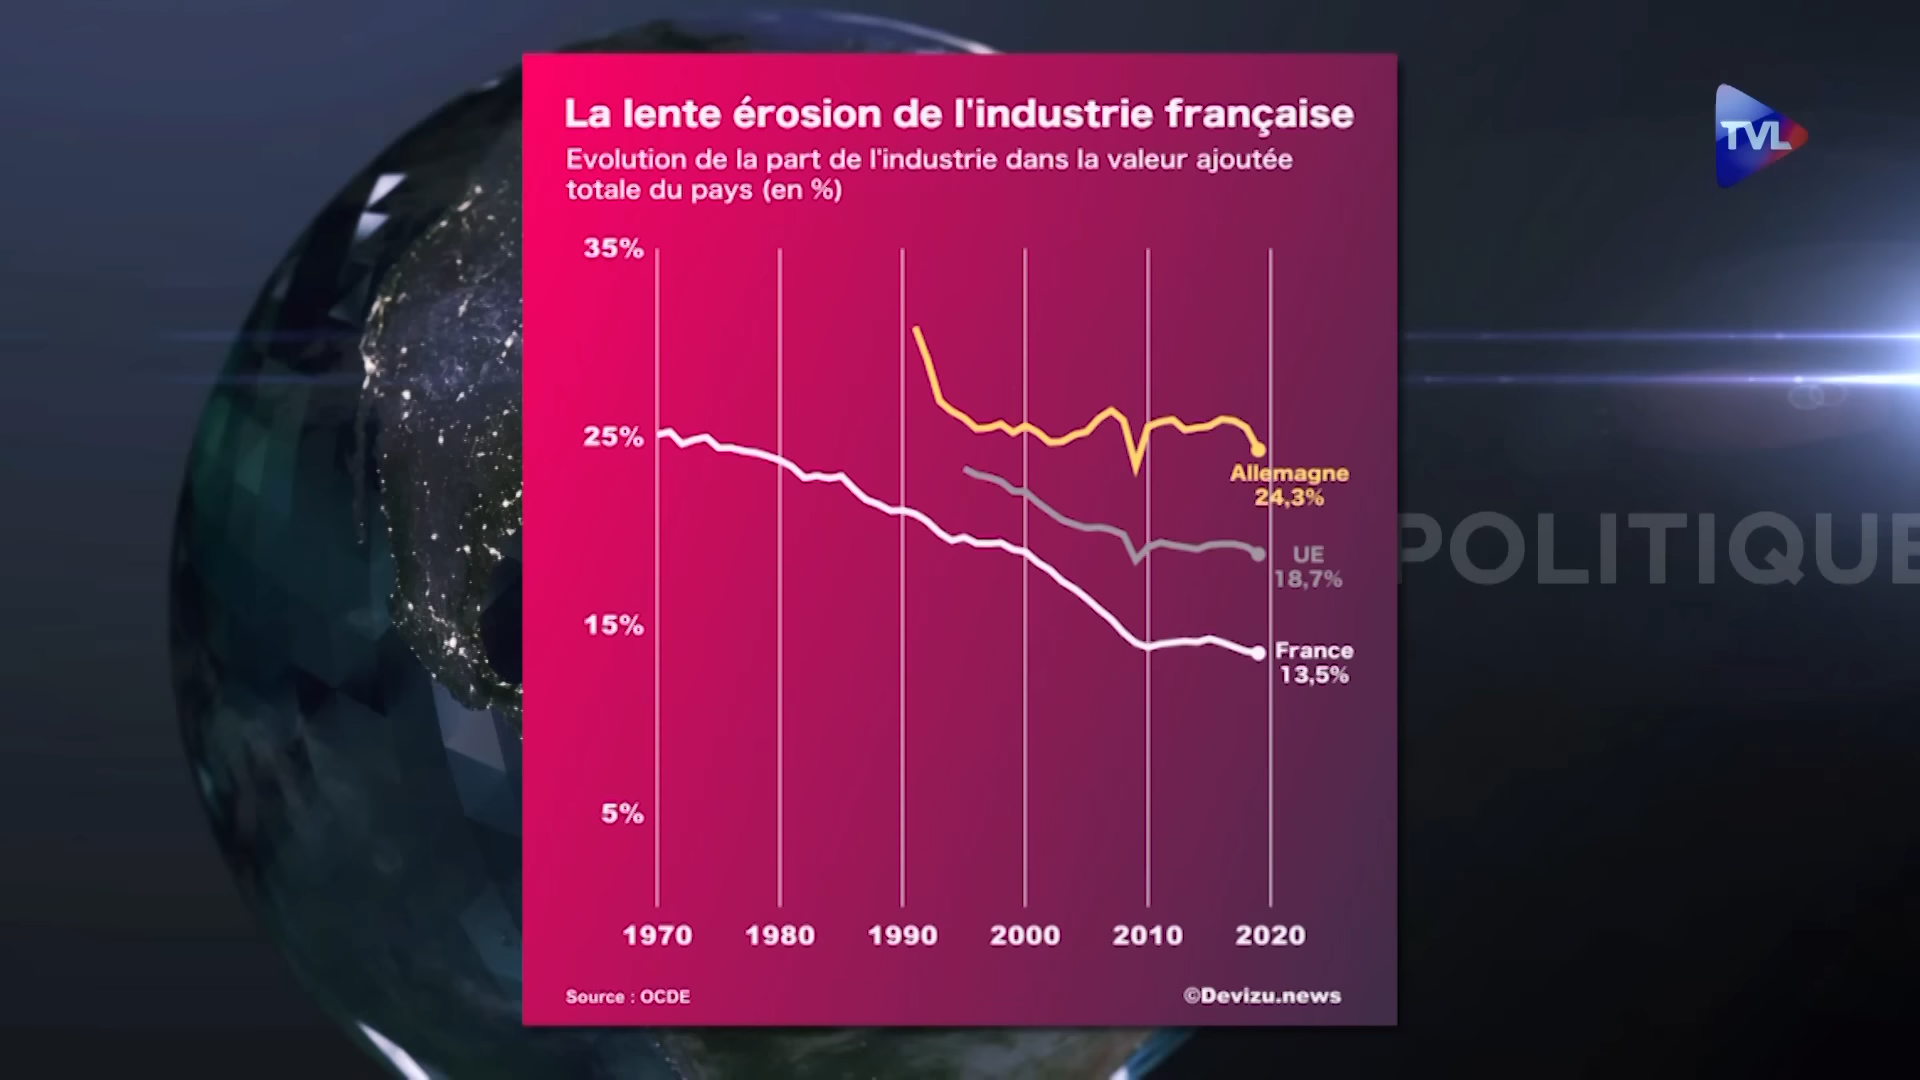 La lente érosion de l'industrie française
Evolution de la part de l'industrie dans la valeur ajoutée
totale du pays (en %)
TVL
35%
25%
15%
5%
Allemagne
24,3%
UE
18,7%
France
13,5%
POLITIQUE
1970 1980 1990 2000 2010 2020
Source : OCDE
©Devizu.news